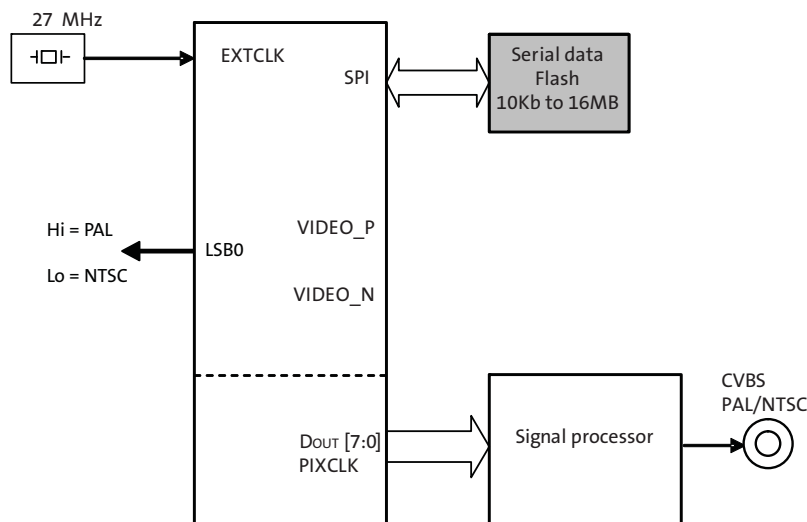 27 MHz
EXTCLK
SPI
Serial data
Flash
10Kb to 16MB
Hi = PAL
Lo = NTSC
LSB0
VIDEO_P
VIDEO_N
DOUT [7:0]
PIXCLK
Signal processor
CVBS
PAL/NTSC